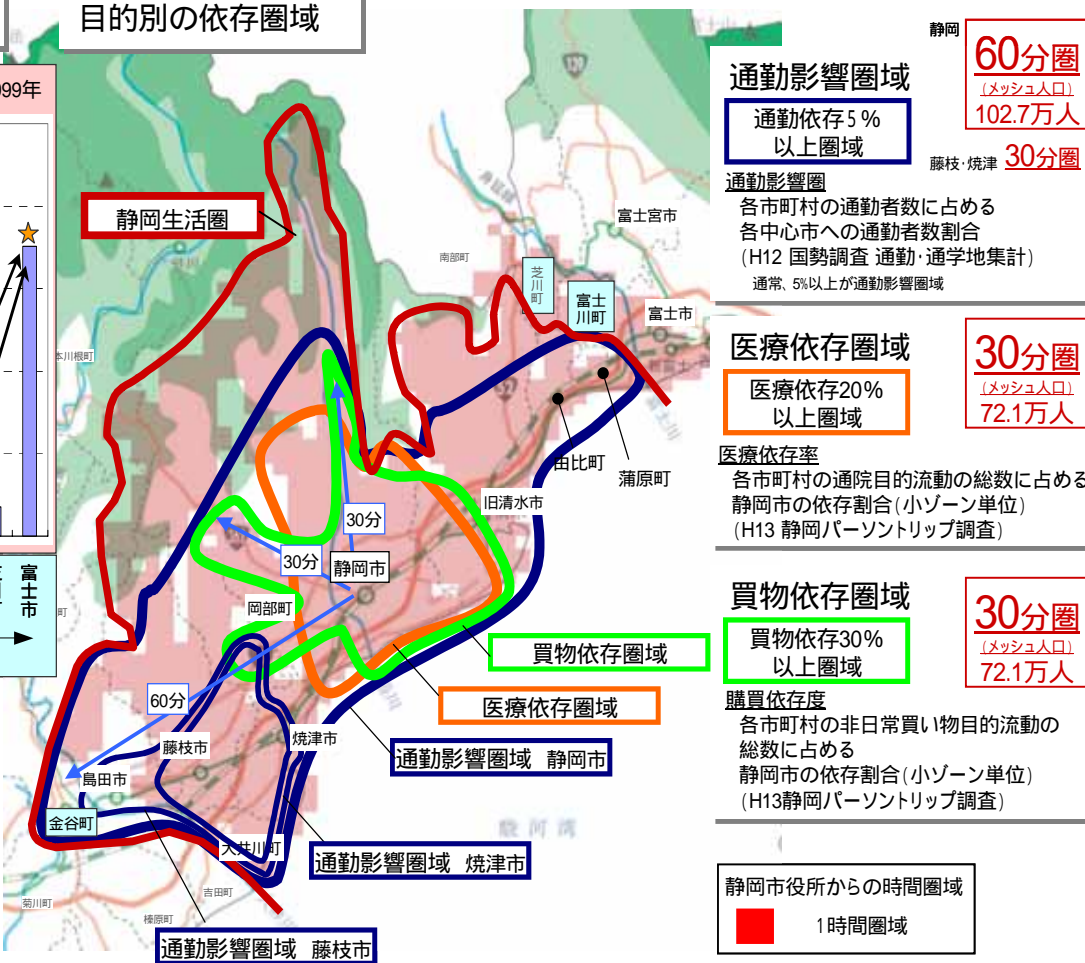 目的別の依存圏域
99年
富士市
静岡生活圏
南部町
富士宮市
芝川町
富士川町
富士市
本川根町
由比町
蒲原町
旧清水市
30分
30分
静岡市
岡部町
買物依存圏域
医療依存圏域
60分
藤枝市
焼津市
通勤影響圏域 静岡市
島田市
金谷町
大井川町
通勤影響圏域 焼津市
駿河湾
吉田町
菊川町
榛原町
通勤影響圏域 藤枝市
通勤影響圏域
通勤依存5%
以上圏域
静岡
60分圏
(メッシュ人口)
102.7万人
藤枝・焼津 30分圏
通勤影響圏
各市町村の通勤者数に占める
各中心市への通勤者数割合
(H12 国勢調査 通勤・通学地集計)
通常、5%以上が通勤影響圏域
医療依存圏域
医療依存20%
以上圏域
30分圏
(メッシュ人口)
72.1万人
医療依存率
各市町村の通院目的流動の総数に占める
静岡市の依存割合(小ゾーン単位)
(H13 静岡パーソントリップ調査)
買物依存圏域
買物依存30%
以上圏域
30分圏
(メッシュ人口)
72.1万人
購買依存度
各市町村の非日常買い物目的流動の
総数に占める
静岡市の依存割合(小ゾーン単位)
(H13静岡パーソントリップ調査)
静岡市役所からの時間圏域
1時間圏域